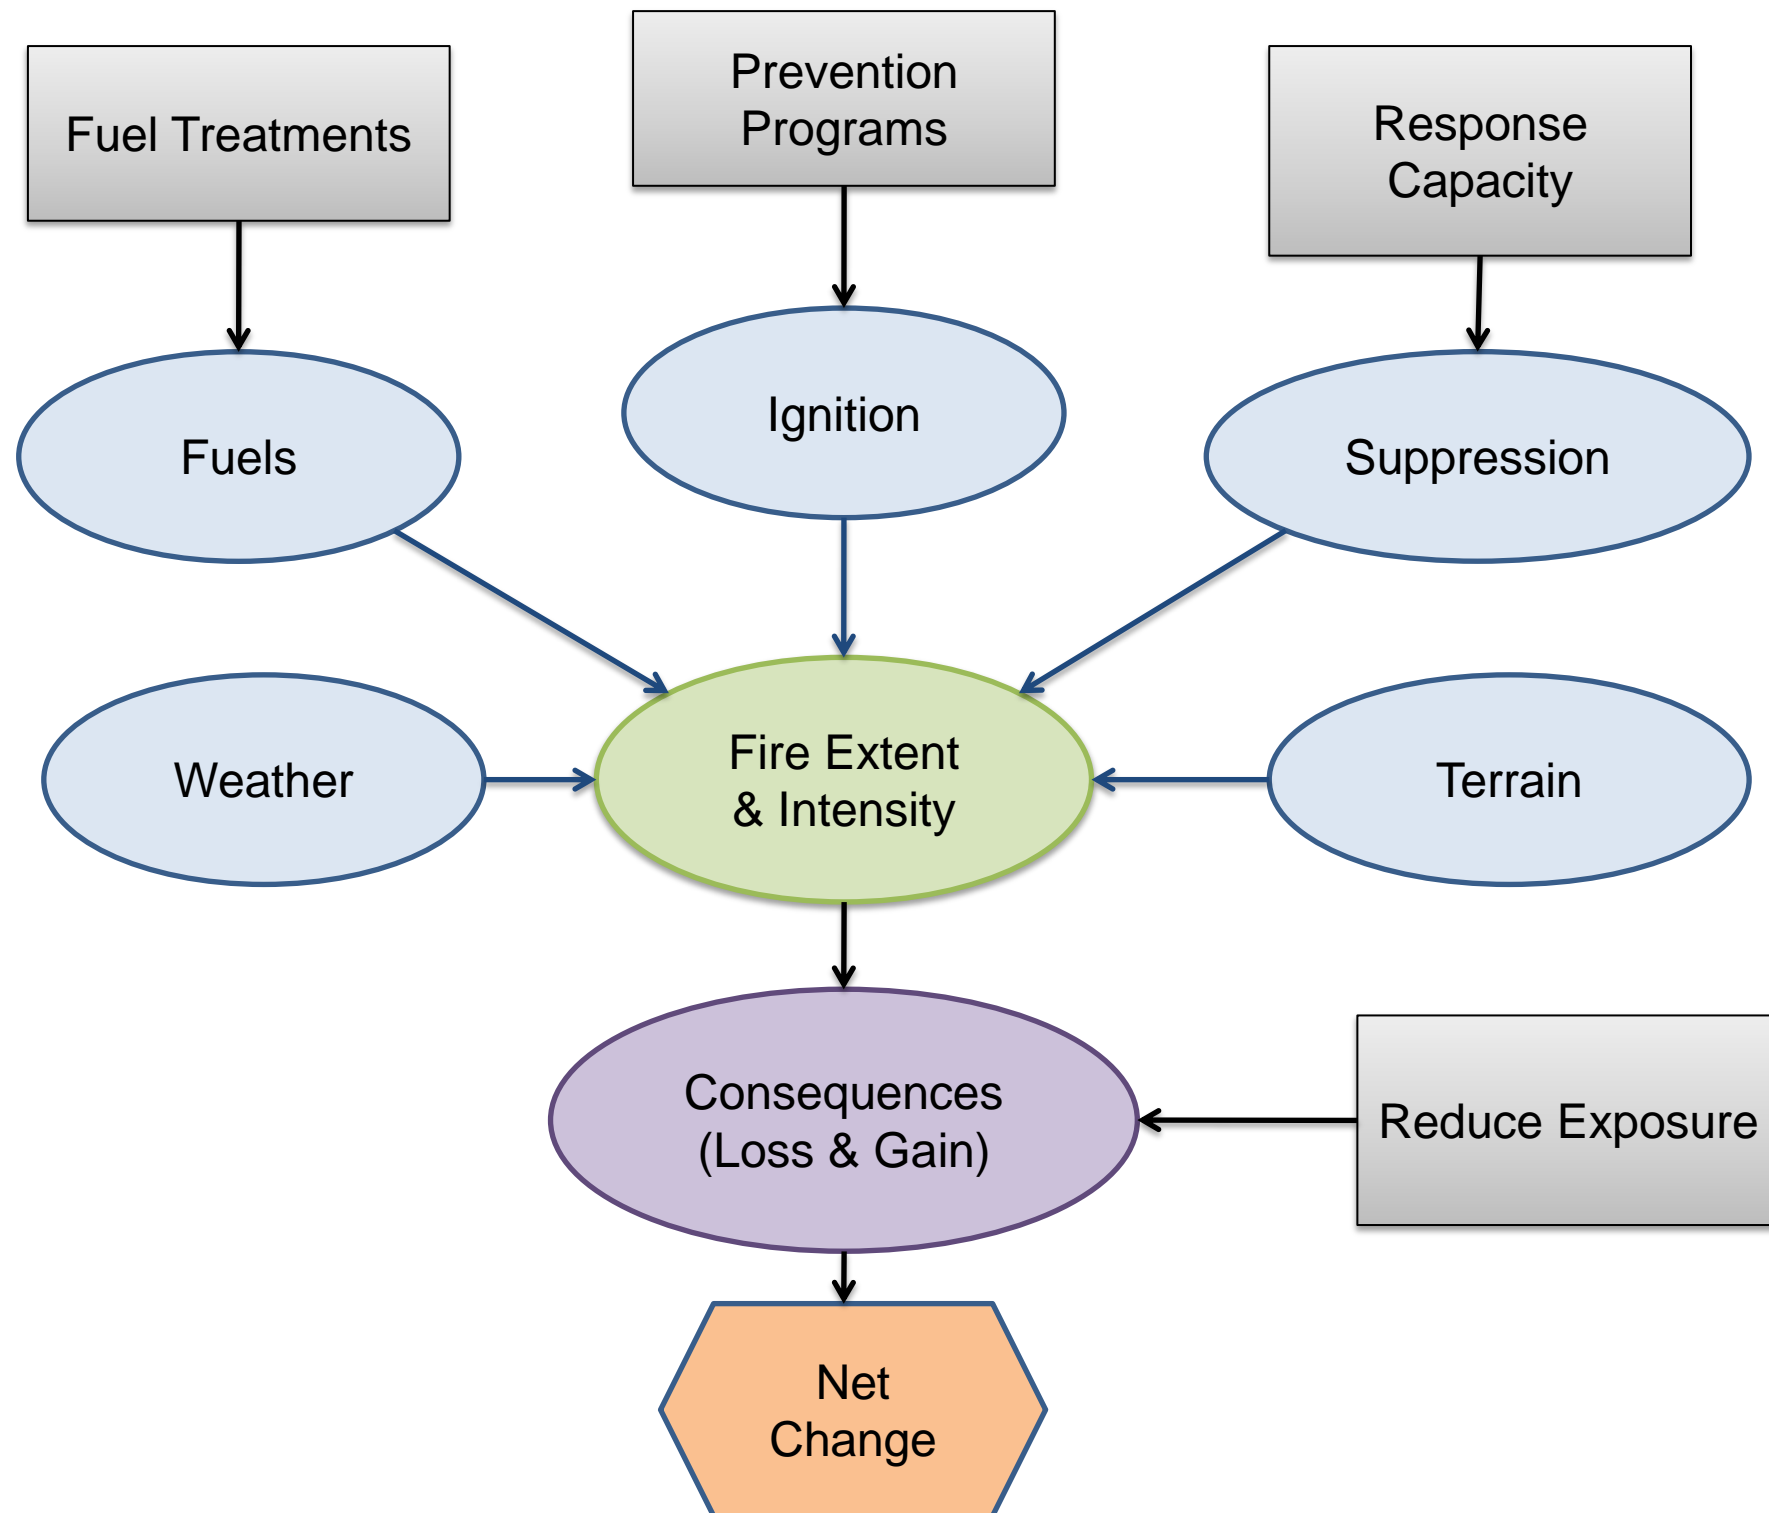 Fuel Treatments
Prevention
Programs
Response
Capacity
Fuels
Ignition
Suppression
Weather
Fire Extent
& Intensity
Terrain
Consequences
(Loss & Gain)
Reduce Exposure
Net
Change